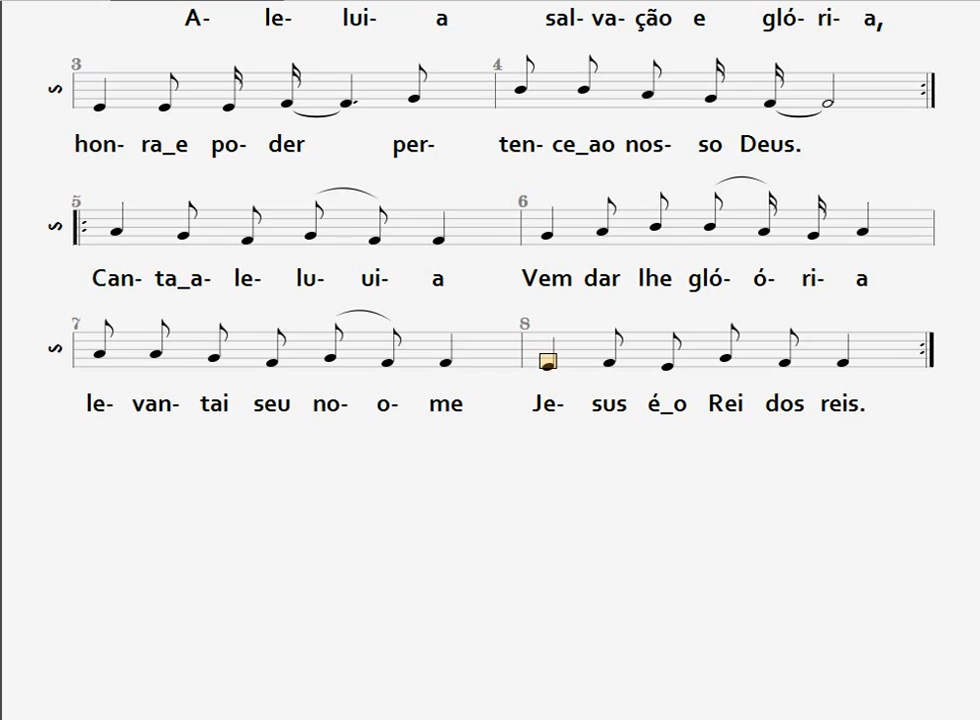 A- le- lui- a sal- va- ção e gló- ri- a,
3 4
hon- ra_e po- der per- ten- ce_ao nos- so Deus.
5 6
Can- ta_a- le- lu- ui- a Vem dar lhe gló- ó- ri- a
7 8
le- van- tai seu no- o- me Je- sus é_o Rei dos reis.